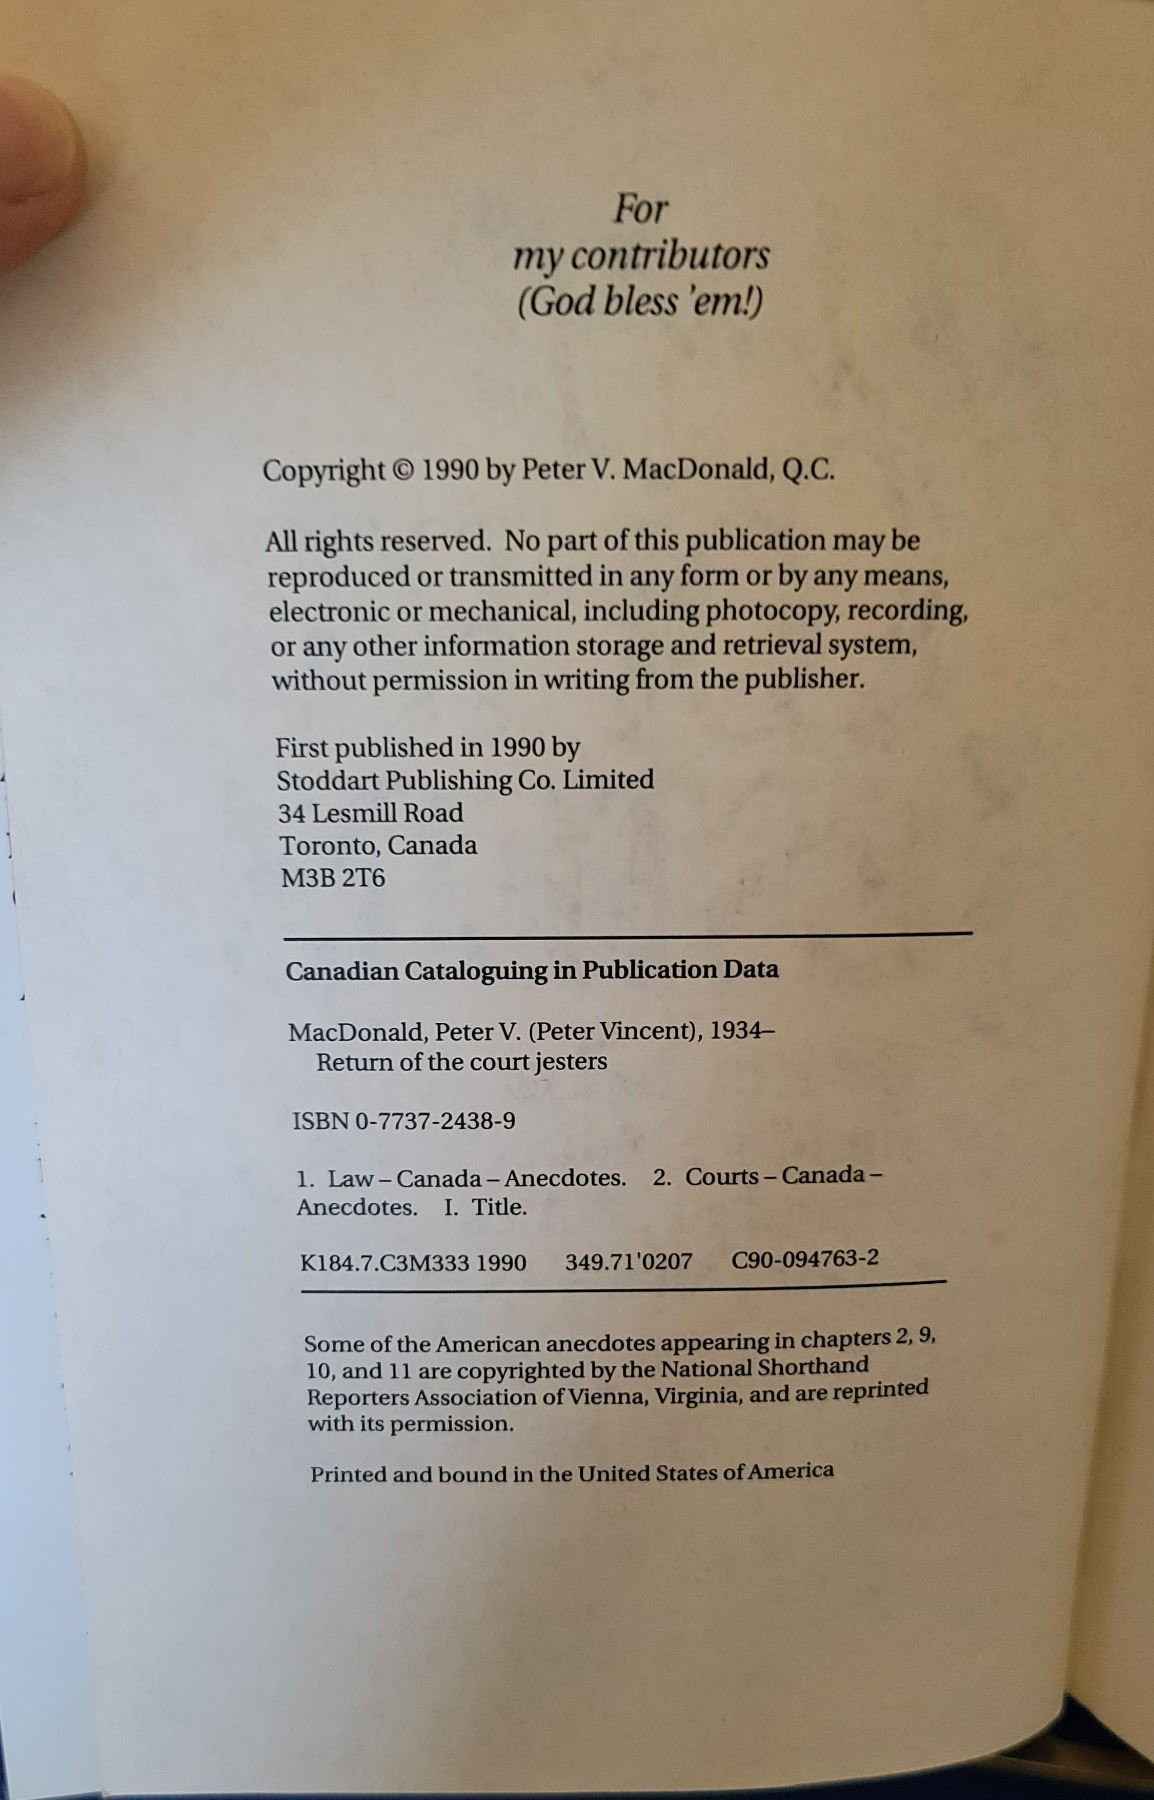 For
my contributors
(God bless 'em!)
Copyright © 1990 by Peter V. MacDonald, Q.C.
All rights reserved. No part of this publication may be
reproduced or transmitted in any form or by any means,
electronic or mechanical, including photocopy, recording,
or any other information storage and retrieval system,
without permission in writing from the publisher.
First published in 1990 by
Stoddart Publishing Co. Limited
34 Lesmill Road
Toronto, Canada
M3B 2T6
Canadian Cataloguing in Publication Data
MacDonald, Peter V. (Peter Vincent), 1934–
Return of the court jesters
ISBN 0-7737-2438-9
1. Law – Canada – Anecdotes. 2. Courts – Canada –
Anecdotes. I. Title.
K184.7.C3M333 1990 349.71'0207 C90-094763-2
Some of the American anecdotes appearing in chapters 2, 9,
10, and 11 are copyrighted by the National Shorthand
Reporters Association of Vienna, Virginia, and are reprinted
with its permission.
Printed and bound in the United States of America